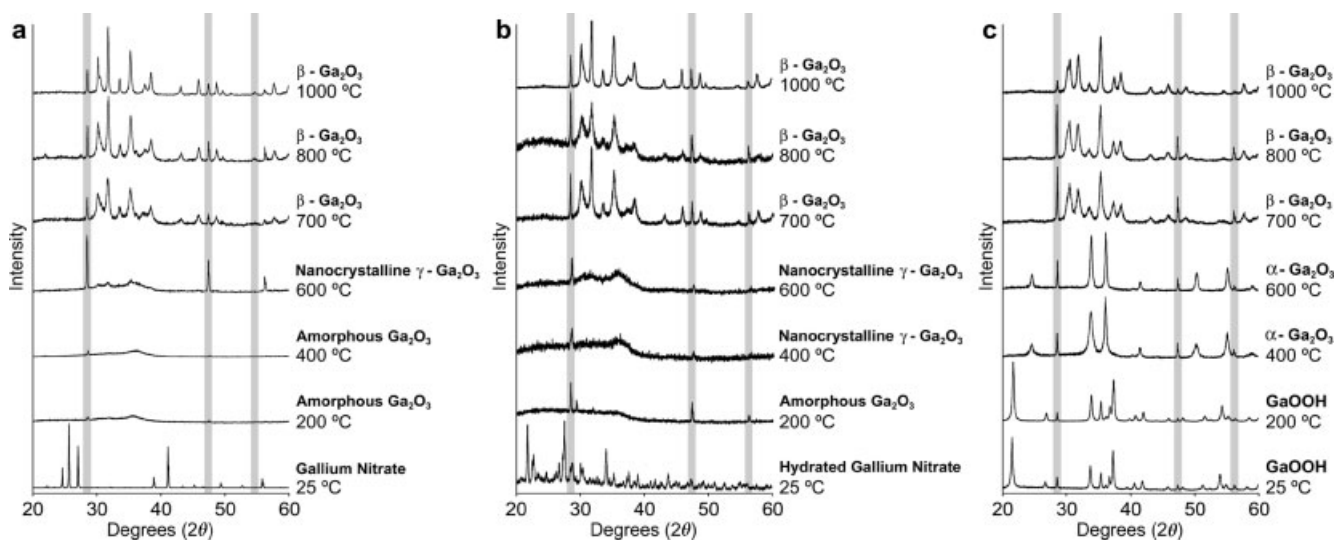 a
β - Ga₂O₃
1000 ºC
β - Ga₂O₃
800 ºC
β - Ga₂O₃
700 ºC
Nanocrystalline γ - Ga₂O₃
600 ºC
Amorphous Ga₂O₃
400 ºC
Amorphous Ga₂O₃
200 ºC
Gallium Nitrate
25 ºC
Intensity
20 30 40 50 60
Degrees (2θ)
b
β - Ga₂O₃
1000 ºC
β - Ga₂O₃
800 ºC
β - Ga₂O₃
700 ºC
Nanocrystalline γ - Ga₂O₃
600 ºC
Nanocrystalline γ - Ga₂O₃
400 ºC
Amorphous Ga₂O₃
200 ºC
Hydrated Gallium Nitrate
25 ºC
Intensity
20 30 40 50 60
Degrees (2θ)
c
β - Ga₂O₃
1000 ºC
β - Ga₂O₃
800 ºC
β - Ga₂O₃
700 ºC
α - Ga₂O₃
600 ºC
α - Ga₂O₃
400 ºC
GaOOH
200 ºC
GaOOH
25 ºC
Intensity
20 30 40 50 60
Degrees (2θ)